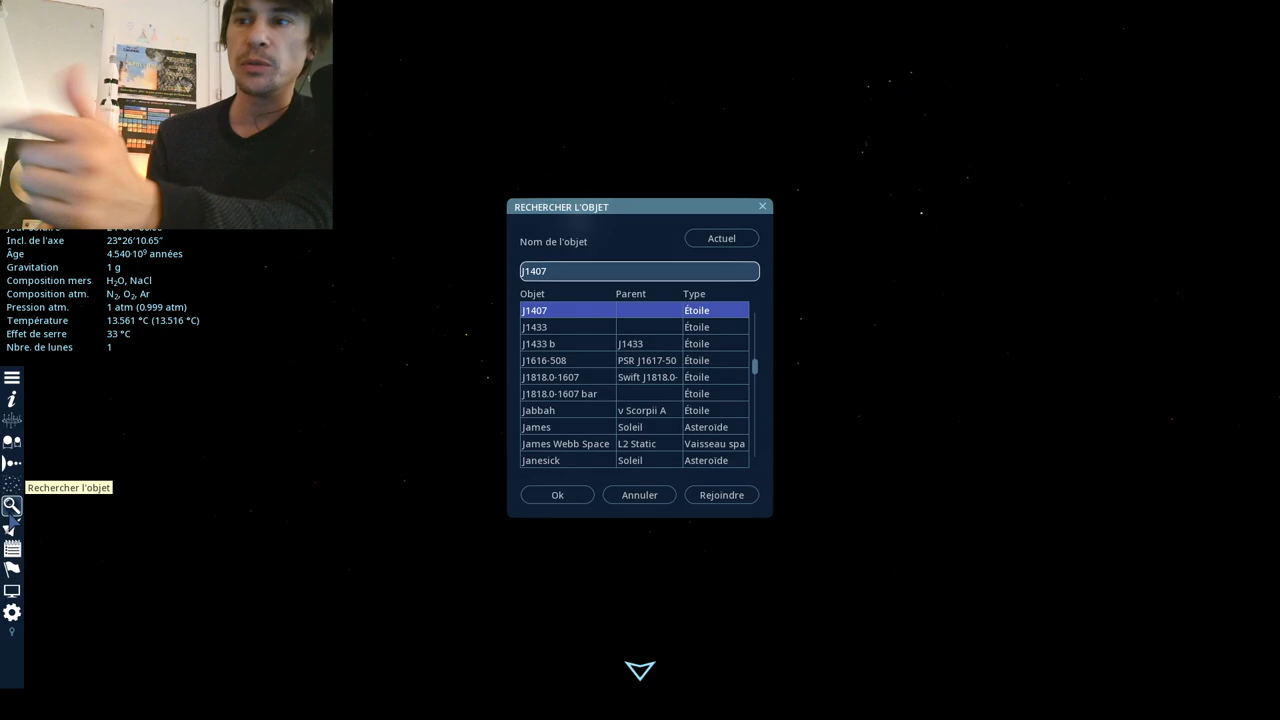 Incl. de l'axe 23°26′10.65″
Âge 4.540·10⁹ années
Gravitation 1 g
Composition mers H₂O, NaCl
Composition atm. N₂, O₂, Ar
Pression atm. 1 atm (0.999 atm)
Température 13.561 °C (13.516 °C)
Effet de serre 33 °C
Nbre. de lunes 1
Rechercher l'objet
RECHERCHER L'OBJET
Nom de l'objet Actuel
J1407
Objet Parent Type
J1407 Étoile
J1433 Étoile
J1433 b J1433 Étoile
J1616-508 PSR J1617-50 Étoile
J1818.0-1607 Swift J1818.0- Étoile
J1818.0-1607 bar Étoile
Jabbah ν Scorpii A Étoile
James Soleil Asteroïde
James Webb Space L2 Static Vaisseau spa
Janesick Soleil Asteroïde
Ok Annuler Rejoindre